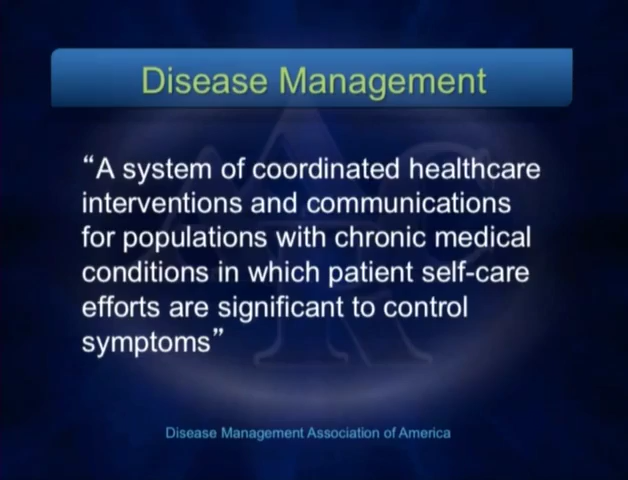 Disease Management
“A system of coordinated healthcare
interventions and communications
for populations with chronic medical
conditions in which patient self-care
efforts are significant to control
symptoms”
Disease Management Association of America